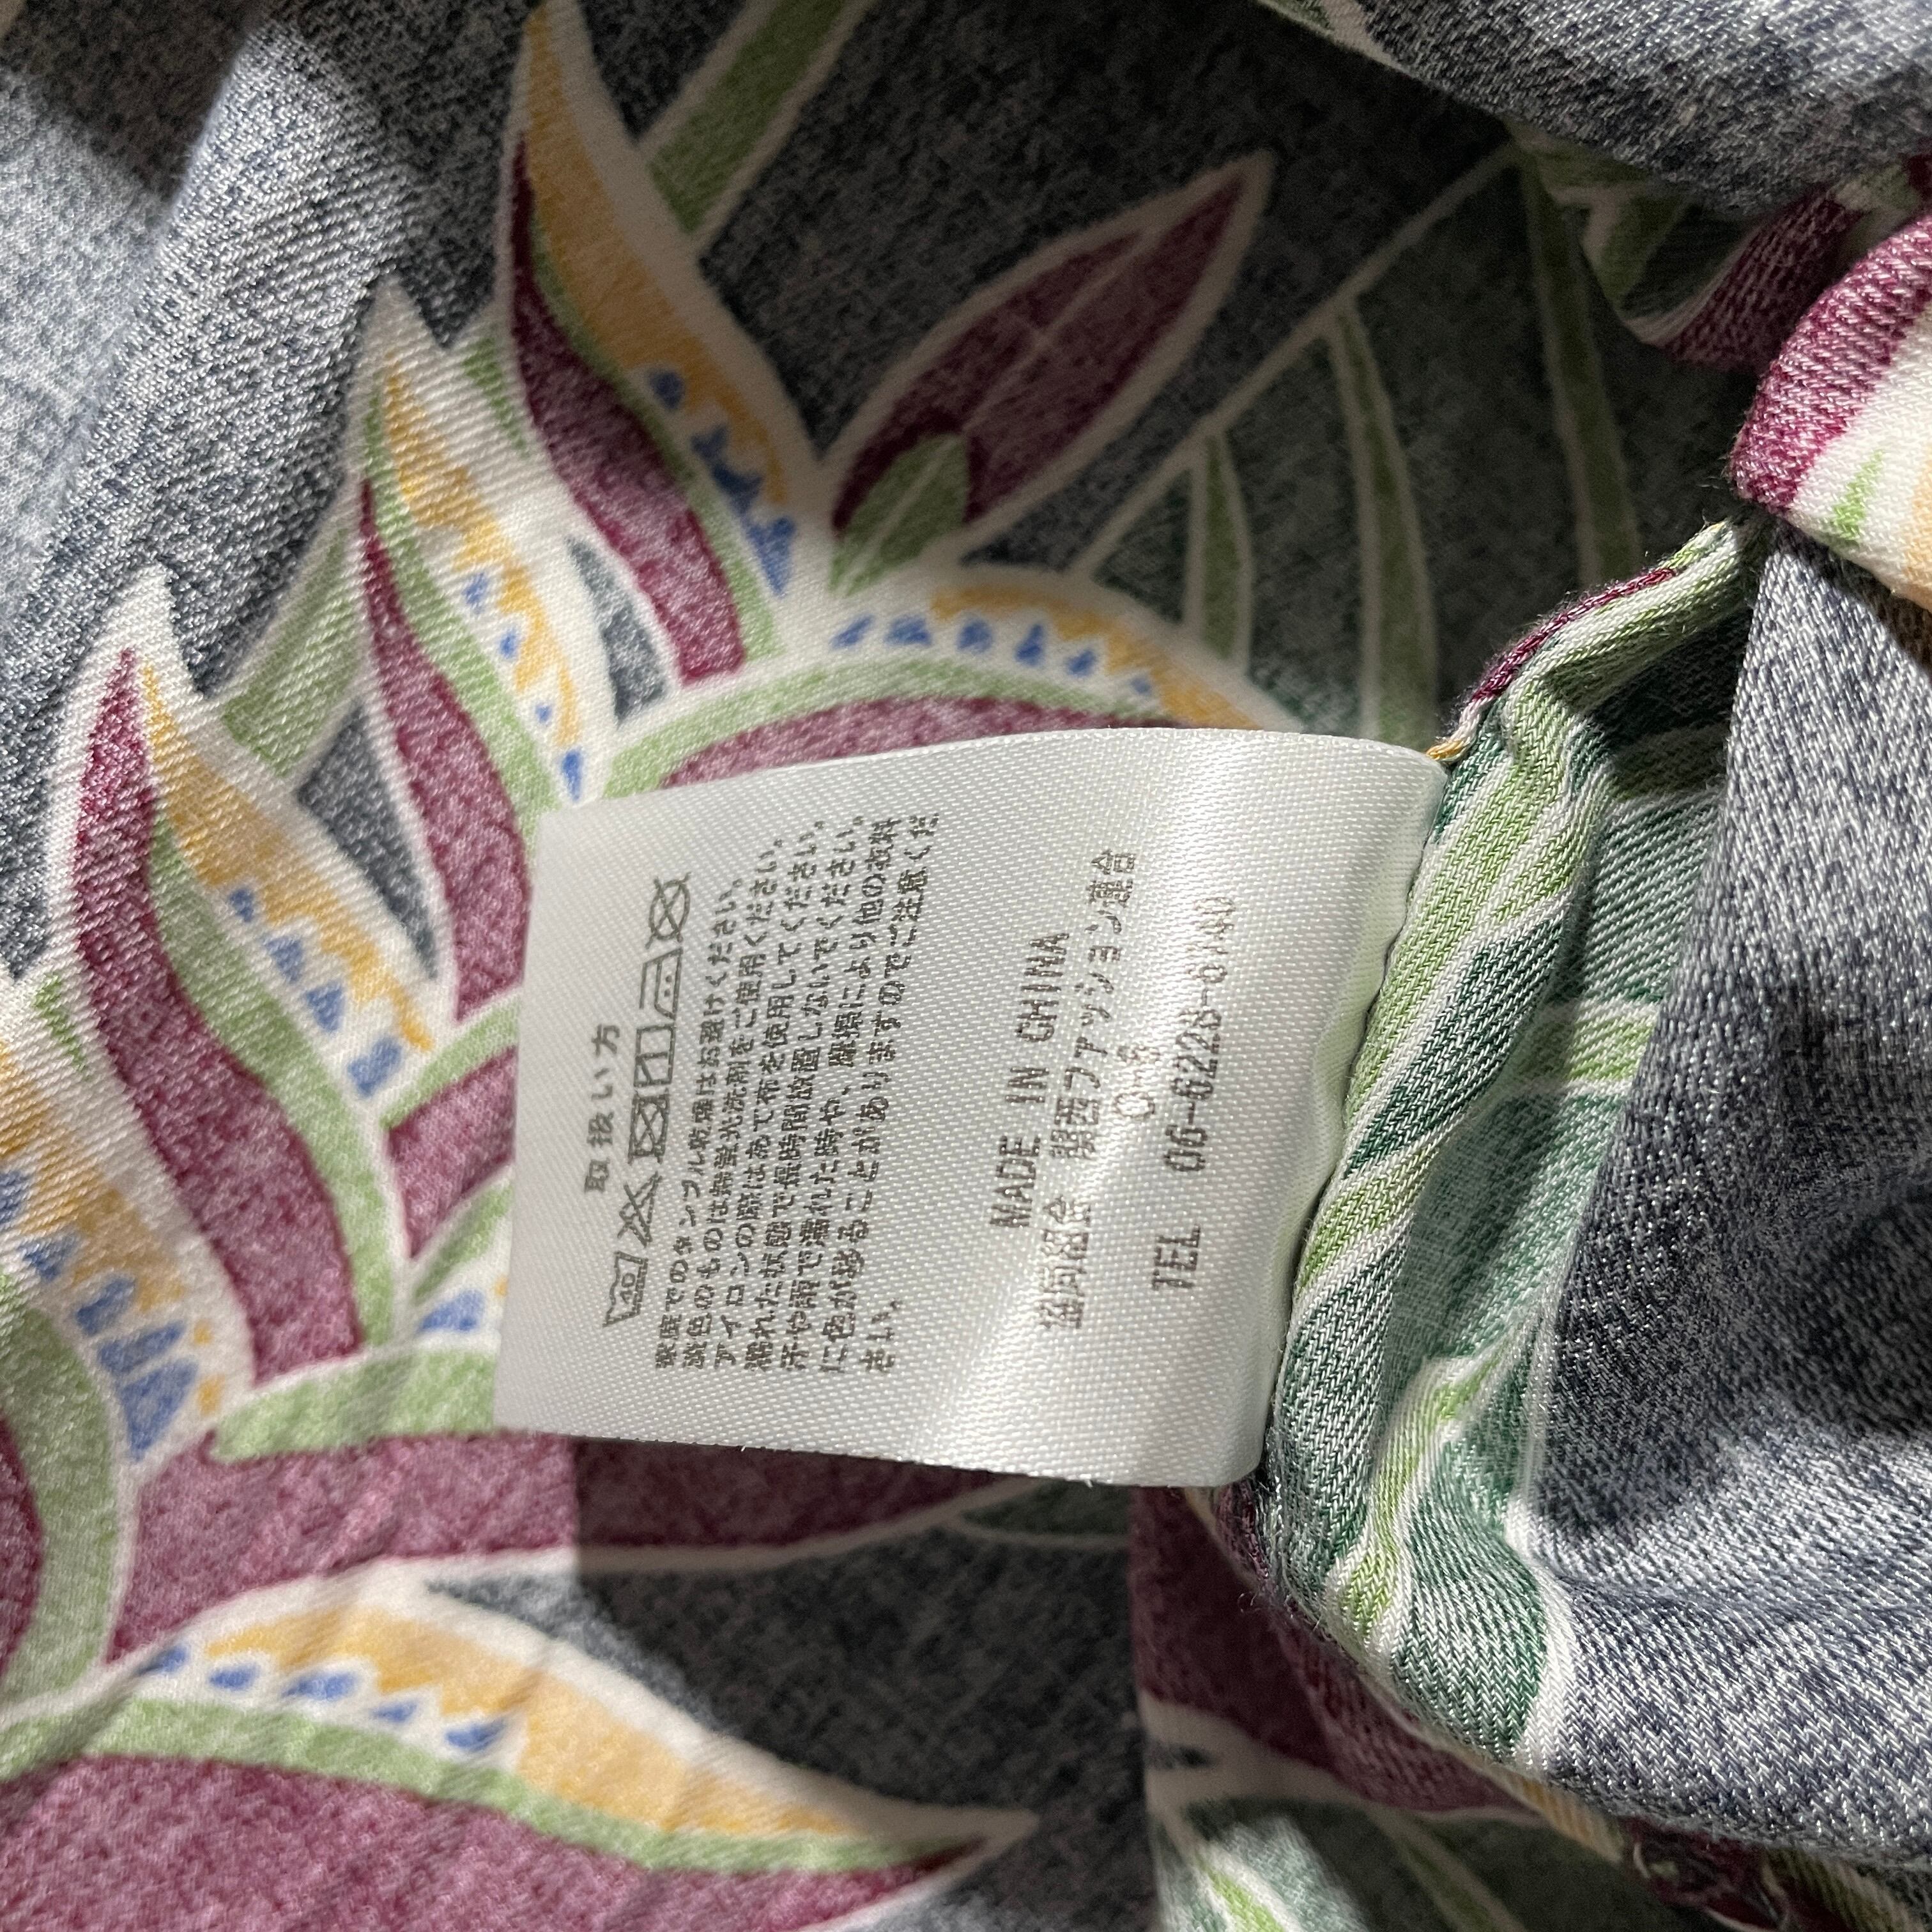 取扱い方
家庭でのタンブル乾燥はお避けください。
淡色のものは無蛍光洗剤をご使用ください。
アイロンの際はあて布を使用してください。
濡れた状態で長時間放置しないでください。
汗や雨で濡れた時や、摩擦により他の衣料
に色が移ることがありますのでご注意くだ
さい。
MADE IN CHINA
協同組合 関西ファッション連合
TEL 06-6228-